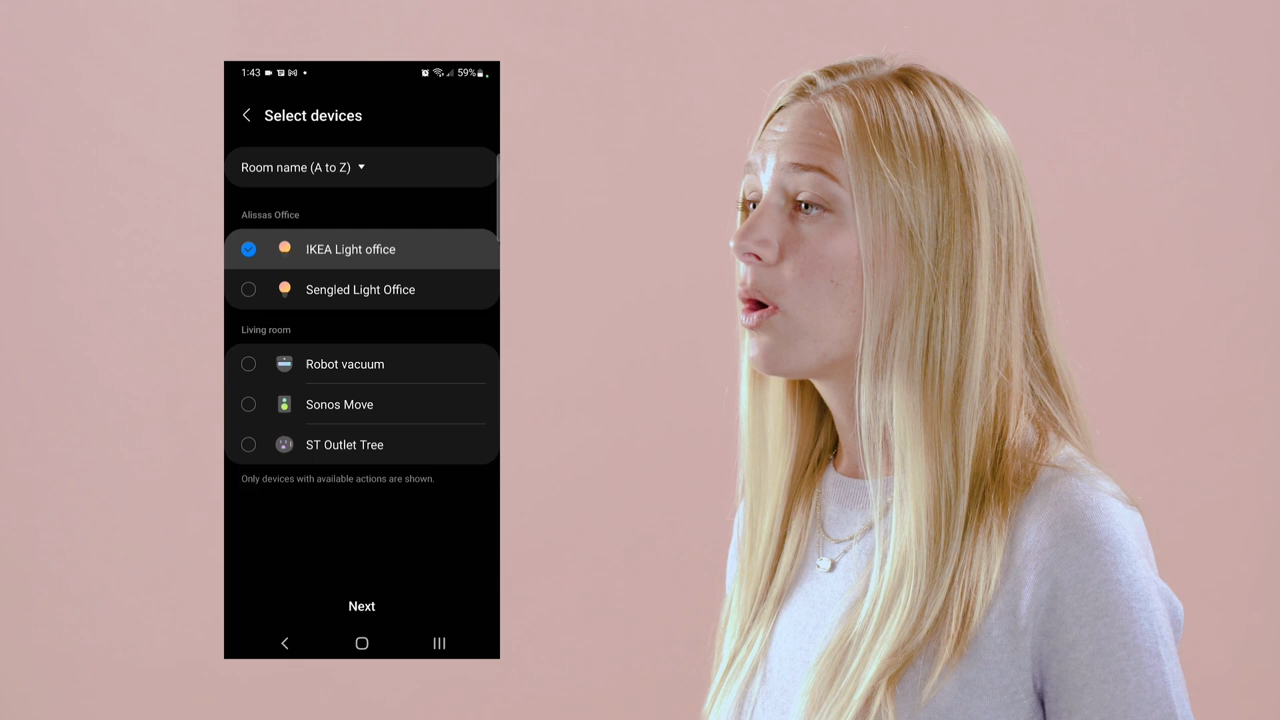 1:43
59%
Select devices
Room name (A to Z)
Alissas Office
IKEA Light office
Sengled Light Office
Living room
Robot vacuum
Sonos Move
ST Outlet Tree
Only devices with available actions are shown.
Next